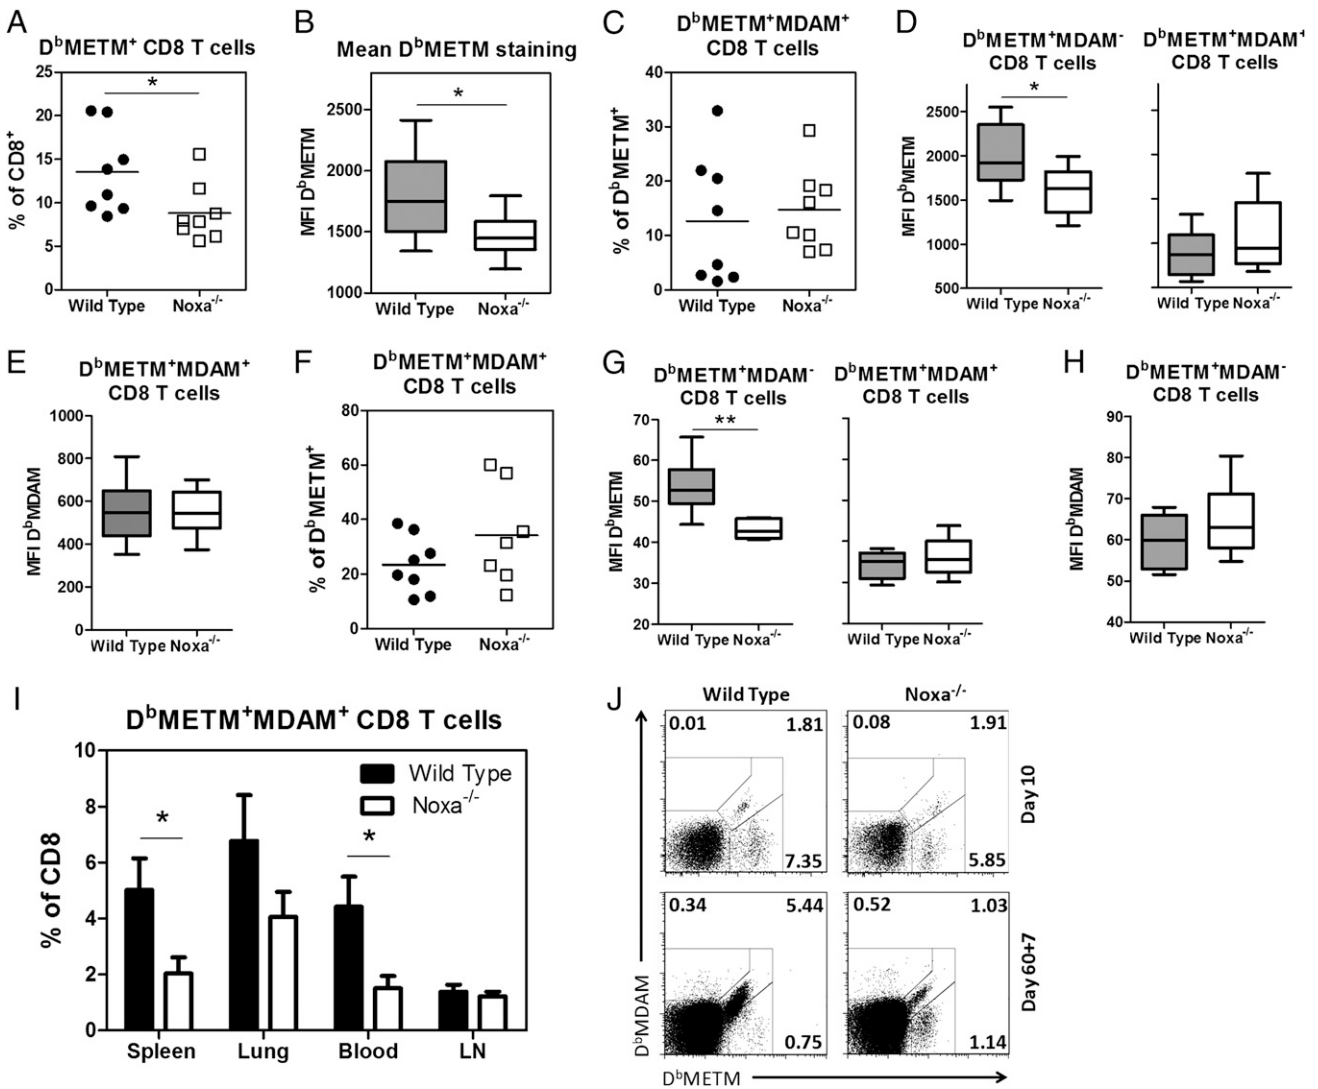 A
DᵇMETM⁺ CD8 T cells
% of CD8⁺
25
20
15
10
5
0
*
Wild Type Noxa⁻/⁻
B
Mean DᵇMETM staining
MFI DᵇMETM
2500
2000
1500
1000
*
Wild Type Noxa⁻/⁻
C
DᵇMETM⁺MDAM⁺
CD8 T cells
% of DᵇMETM⁺
40
30
20
10
0
Wild Type Noxa⁻/⁻
D
DᵇMETM⁺MDAM⁻
CD8 T cells
MFI DᵇMETM
2500
2000
1500
1000
500
*
Wild Type Noxa⁻/⁻
DᵇMETM⁺MDAM⁺
CD8 T cells
Wild Type Noxa⁻/⁻
E
DᵇMETM⁺MDAM⁺
CD8 T cells
MFI DᵇMDAM
1000
800
600
400
200
0
Wild Type Noxa⁻/⁻
F
DᵇMETM⁺MDAM⁺
CD8 T cells
% of DᵇMETM⁺
80
60
40
20
0
Wild Type Noxa⁻/⁻
G
DᵇMETM⁺MDAM⁻
CD8 T cells
MFI DᵇMETM
70
60
50
40
30
20
**
Wild Type Noxa⁻/⁻
DᵇMETM⁺MDAM⁺
CD8 T cells
Wild Type Noxa⁻/⁻
H
DᵇMETM⁺MDAM⁻
CD8 T cells
MFI DᵇMDAM
90
80
70
60
50
40
Wild Type Noxa⁻/⁻
I
DᵇMETM⁺MDAM⁺ CD8 T cells
% of CD8
10
8
6
4
2
0
Wild Type
Noxa⁻/⁻
*
*
Spleen Lung Blood LN
J
Wild Type Noxa⁻/⁻
0.01 1.81 0.08 1.91
7.35 5.85
Day 10
0.34 5.44 0.52 1.03
0.75 1.14
Day 60+7
DᵇMDAM
DᵇMETM